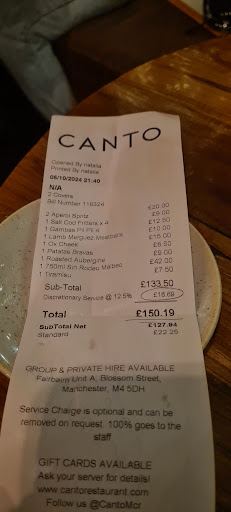 CANTO
Opened By natalia
Printed By natalia
06/10/2024 21:40
N/A
2 Covers
Bill Number 118324
2 Aperol Spritz £20.00
1 Salt Cod Fritters x 4 £9.00
1 Gambas Pil Pil £12.50
1 Lamb Merguez Meatballs £10.00
1 Ox Cheek £16.00
1 Patatas Bravas £6.50
1 Roasted Aubergine £9.00
1 750ml Sin Rodeo Malbec £42.00
1 Tiramisu £7.50
Sub-Total £133.50
Discretionary Service @ 12.5% £16.69
Total £150.19
SubTotal Net £127.94
Standard £22.25
GROUP & PRIVATE HIRE AVAILABLE
Fairbairn Unit A, Blossom Street,
Manchester, M4 5DH
Service Charge is optional and can be
removed on request. 100% goes to the
staff
GIFT CARDS AVAILABLE
Ask your server for details!
www.cantorestaurant.com
Follow us @CantoMcr